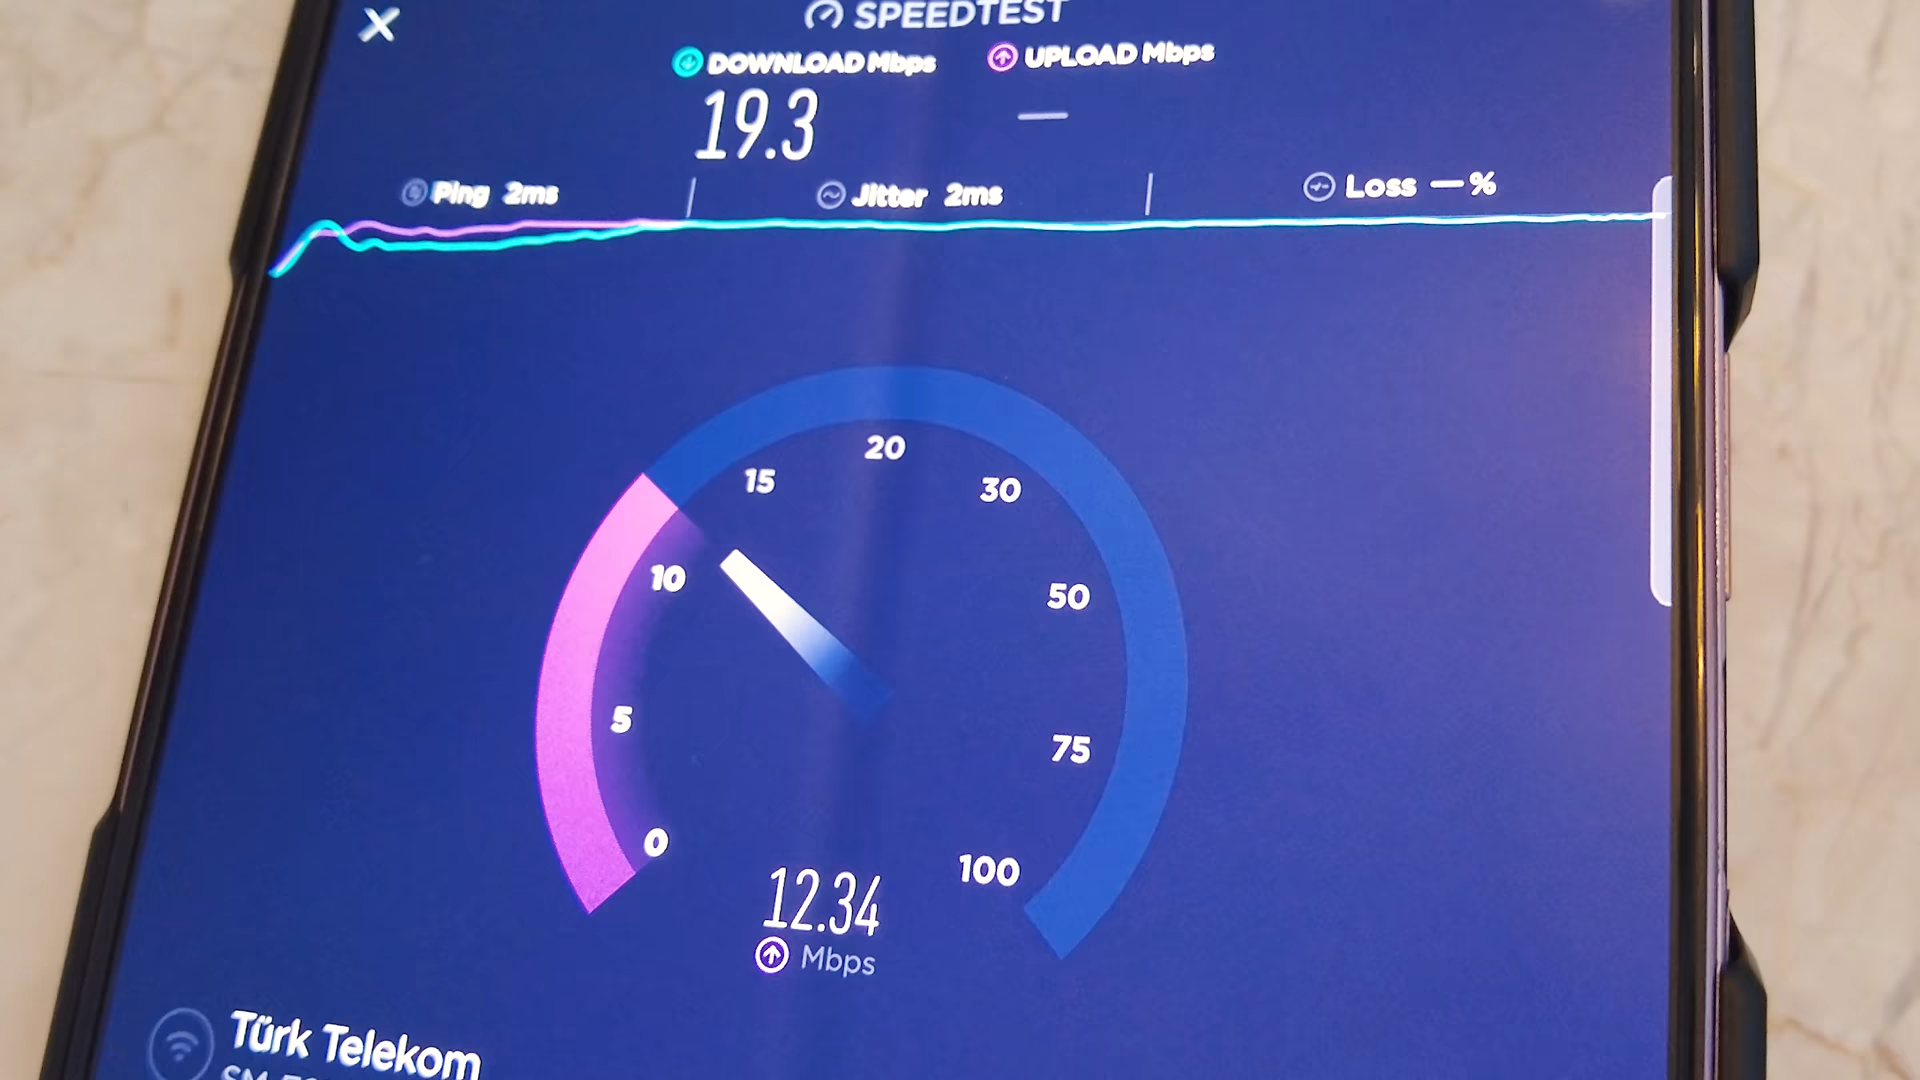 SPEEDTEST
DOWNLOAD Mbps UPLOAD Mbps
19.3 —
Ping 2ms Jitter 2ms Loss — %
20
15 30
10 50
5 75
0 100
12.34
Mbps
Türk Telekom